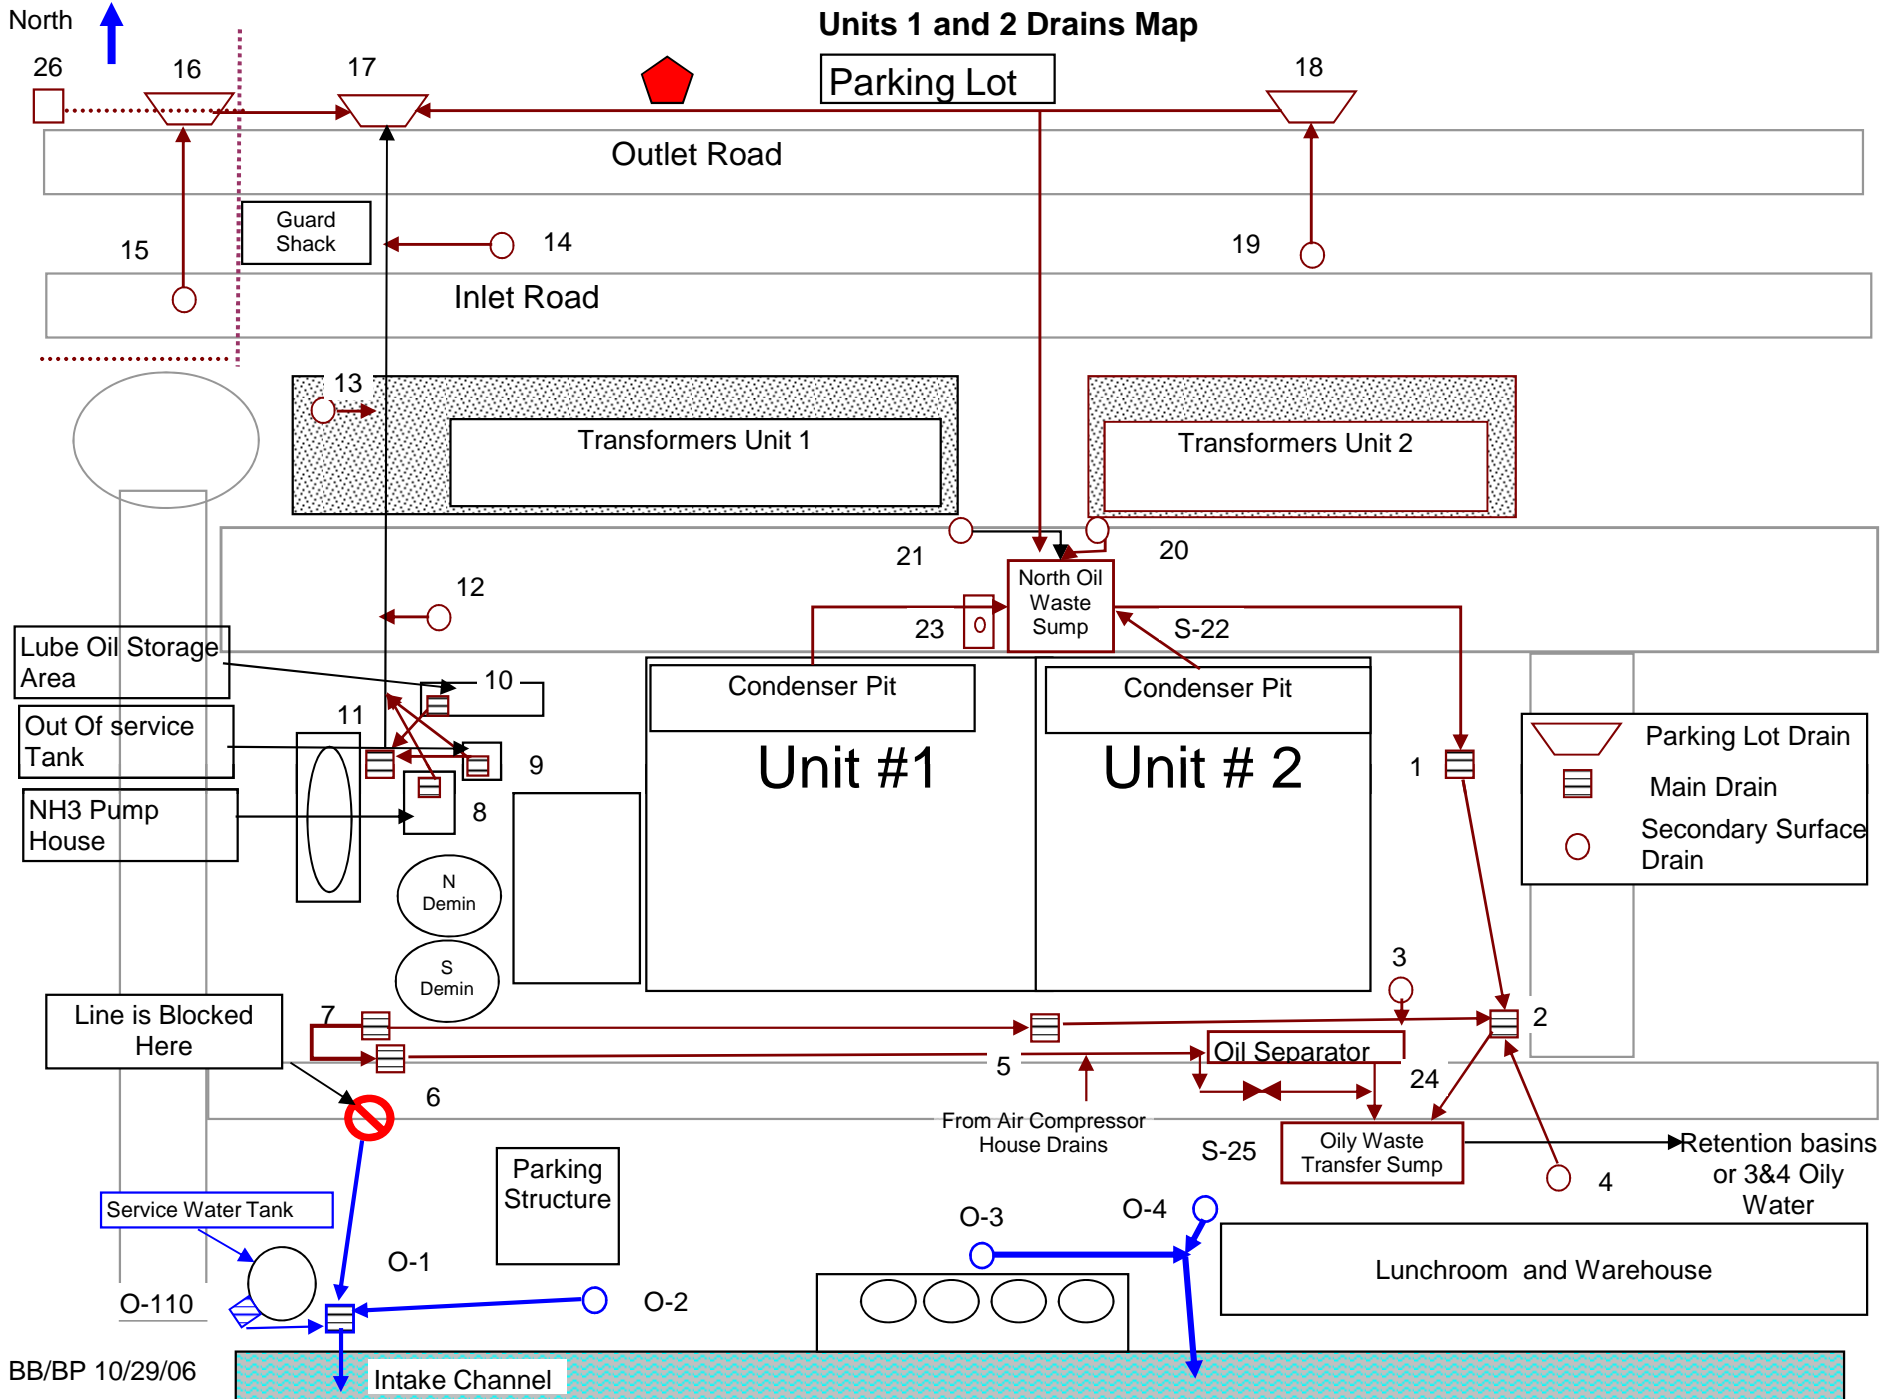 North
Units 1 and 2 Drains Map
26
16
17
Parking Lot
18
Outlet Road
Guard
Shack
15
14
19
Inlet Road
13
Transformers Unit 1
Transformers Unit 2
21
20
12
North Oil
Waste
Sump
23
S-22
Lube Oil Storage
Area
10
Condenser Pit
Condenser Pit
Out Of service
Tank
11
9
Unit #1
Unit # 2
1
Parking Lot Drain
Main Drain
Secondary Surface
Drain
NH3 Pump
House
8
N
Demin
S
Demin
3
Line is Blocked
Here
7
2
Oil Separator
5
6
24
From Air Compressor
House Drains
S-25
Oily Waste
Transfer Sump
Retention basins
or 3&4 Oily
Water
4
Parking
Structure
Service Water Tank
O-3
O-4
O-1
Lunchroom and Warehouse
O-110
O-2
BB/BP 10/29/06
Intake Channel